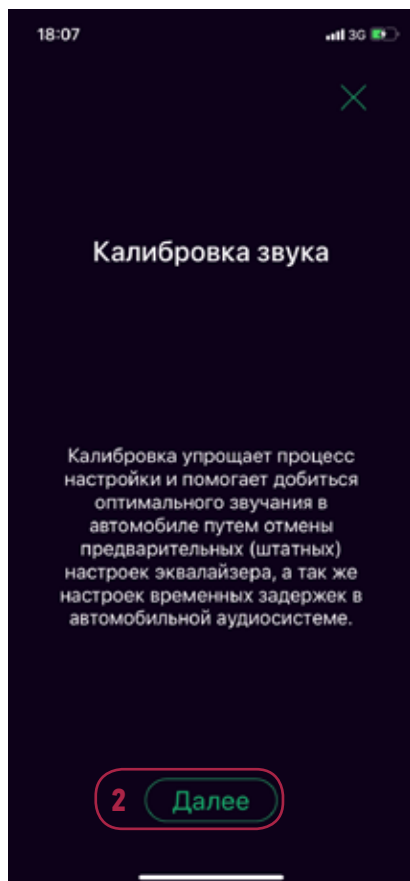 18:07
3G
Калибровка звука
Калибровка упрощает процесс
настройки и помогает добиться
оптимального звучания в
автомобиле путем отмены
предварительных (штатных)
настроек эквалайзера, а так же
настроек временных задержек в
автомобильной аудиосистеме.
2 Далее